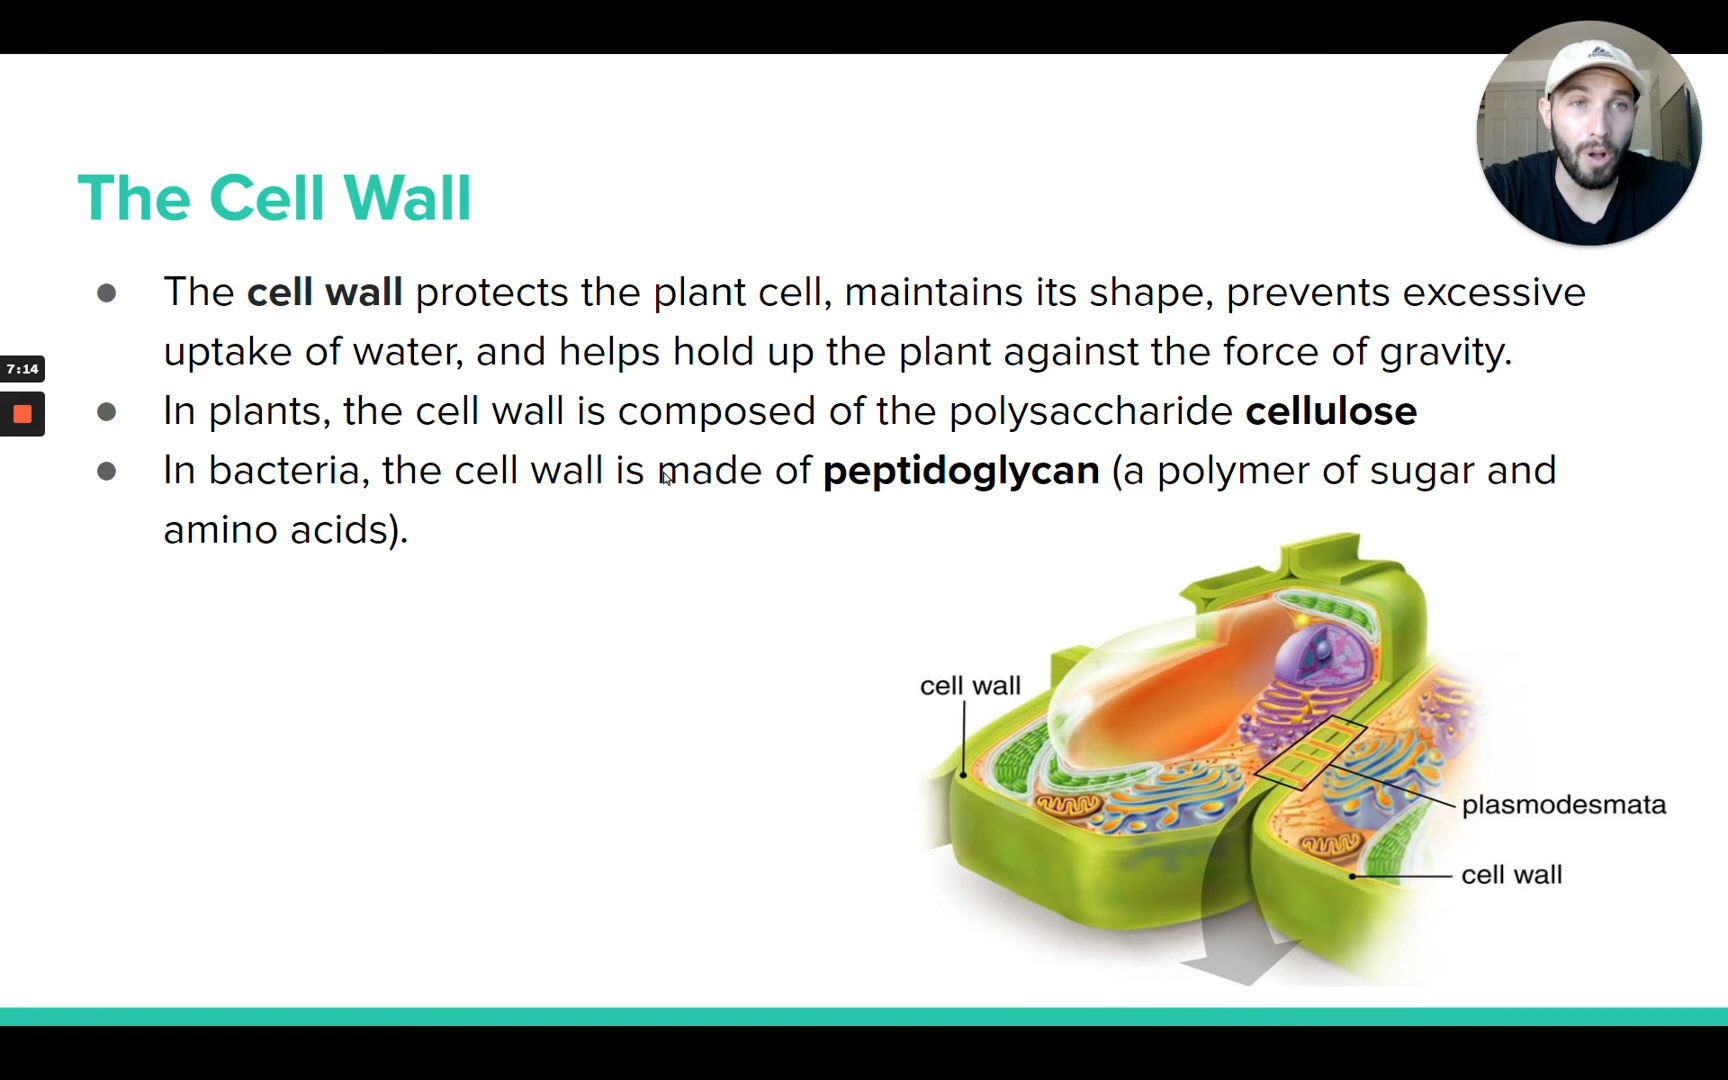 The Cell Wall
● The cell wall protects the plant cell, maintains its shape, prevents excessive
uptake of water, and helps hold up the plant against the force of gravity.
● In plants, the cell wall is composed of the polysaccharide cellulose
● In bacteria, the cell wall is made of peptidoglycan (a polymer of sugar and
amino acids).
7:14
cell wall
plasmodesmata
cell wall